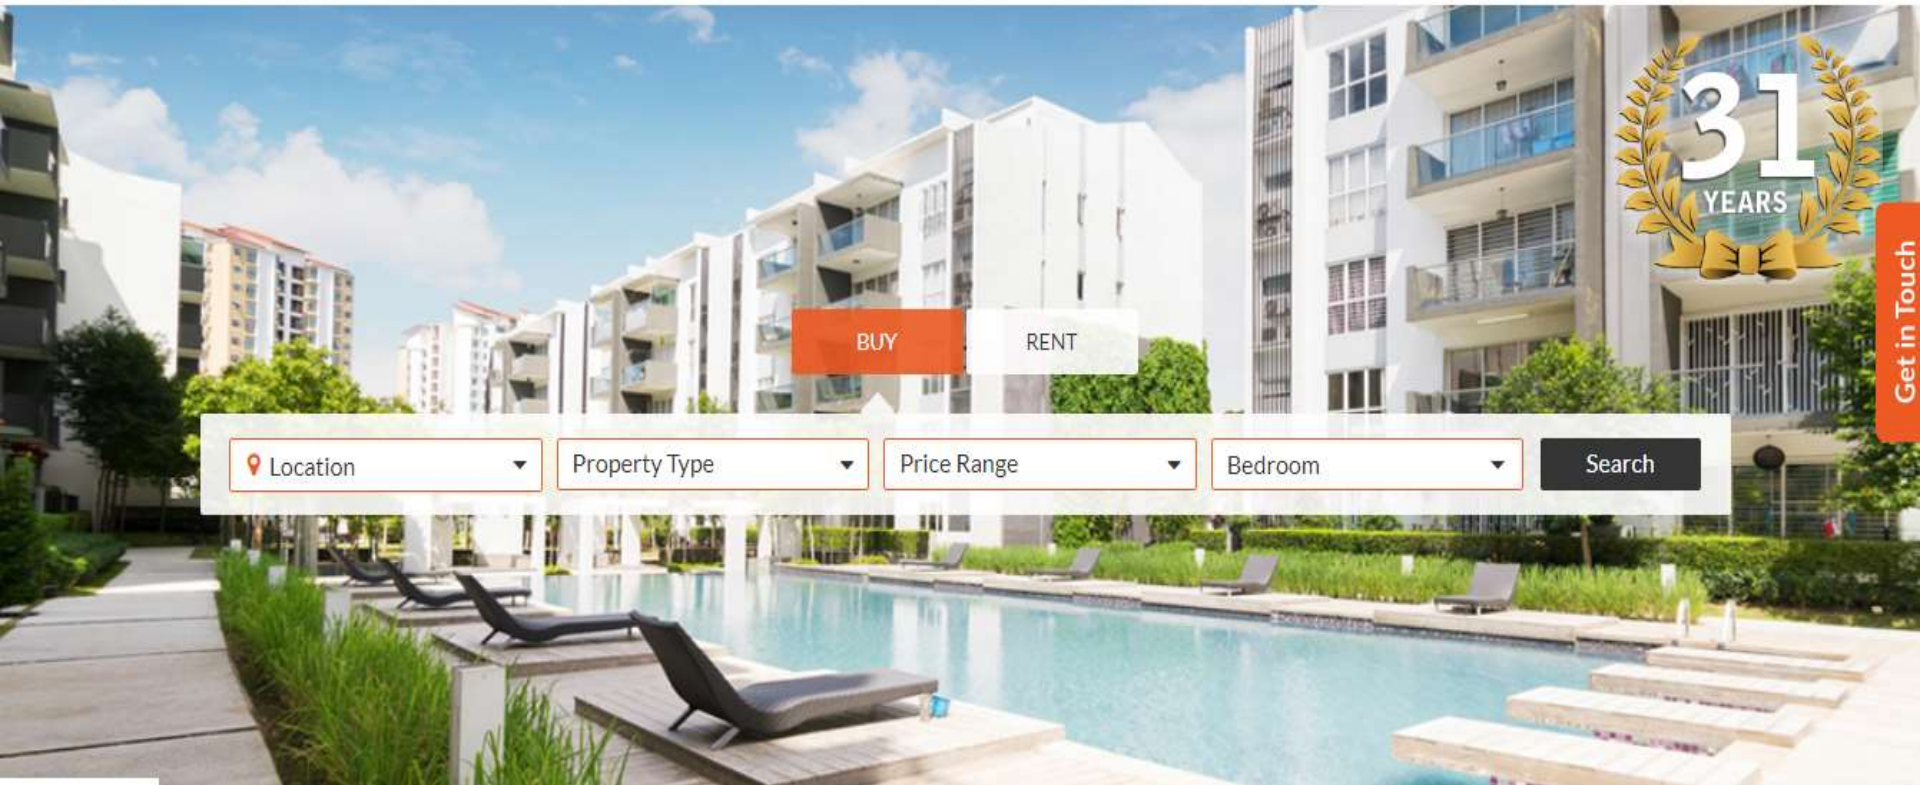 31
YEARS
Get in Touch
BUY
RENT
Location
Property Type
Price Range
Bedroom
Search